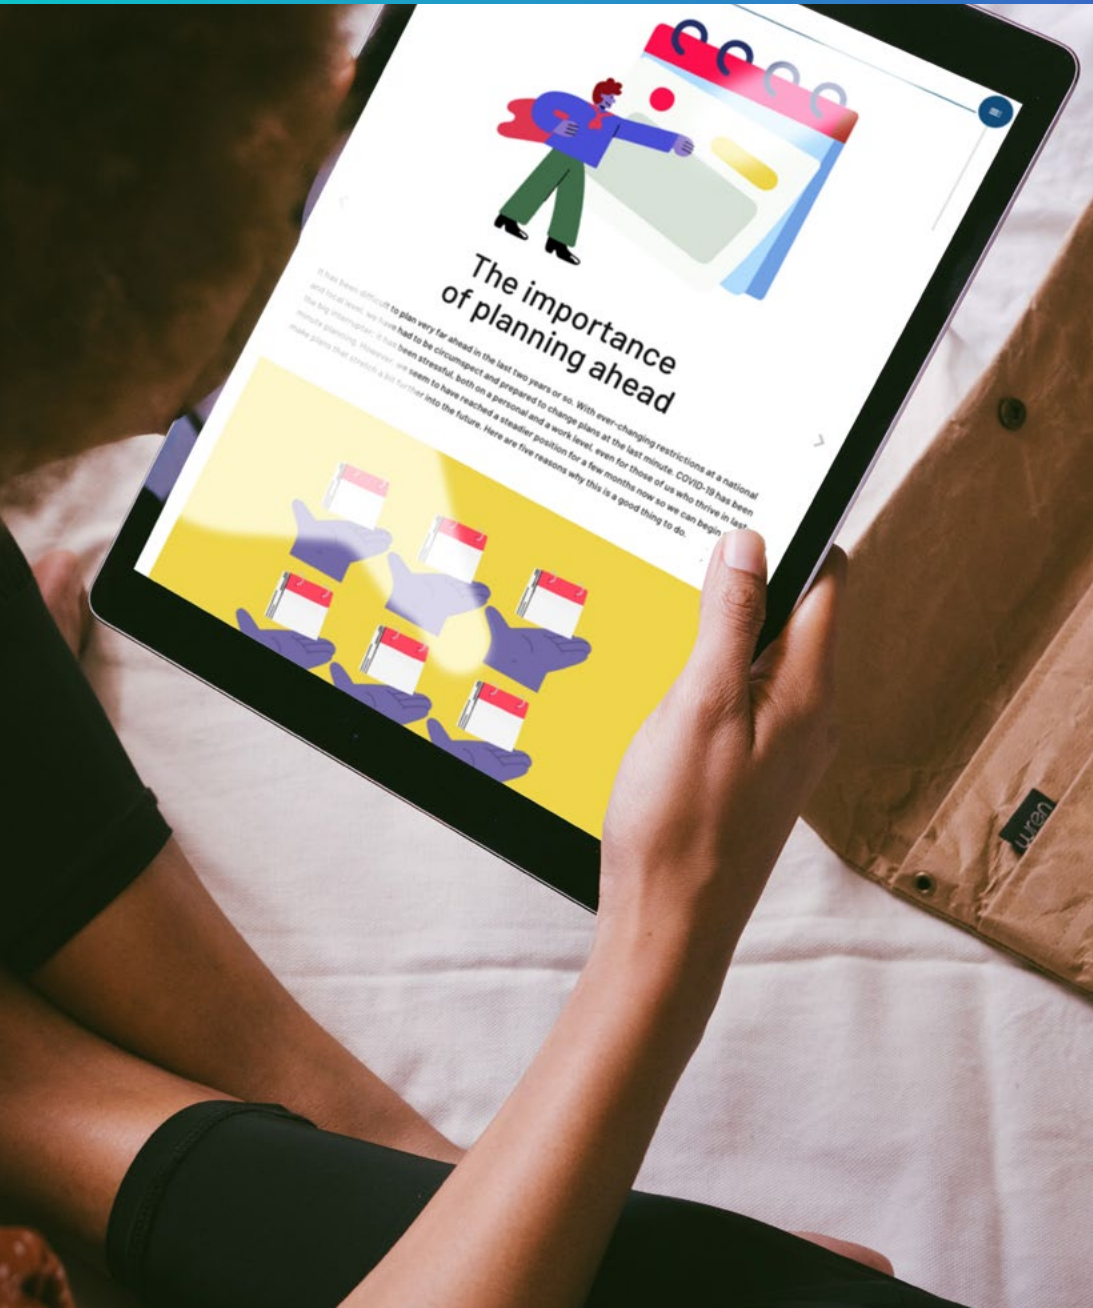 The importance
of planning ahead
It has been difficult to plan very far ahead in the last two years or so. With ever-changing restrictions at a national
and local level, we have had to be circumspect and prepared to change plans at the last minute. COVID-19 has been
the big interrupter; it has been stressful, both on a personal and a work level, even for those of us who thrive in last
minute planning. However, we seem to have reached a steadier position for a few months now so we can begin
make plans that stretch a bit further into the future. Here are five reasons why this is a good thing to do.
wren